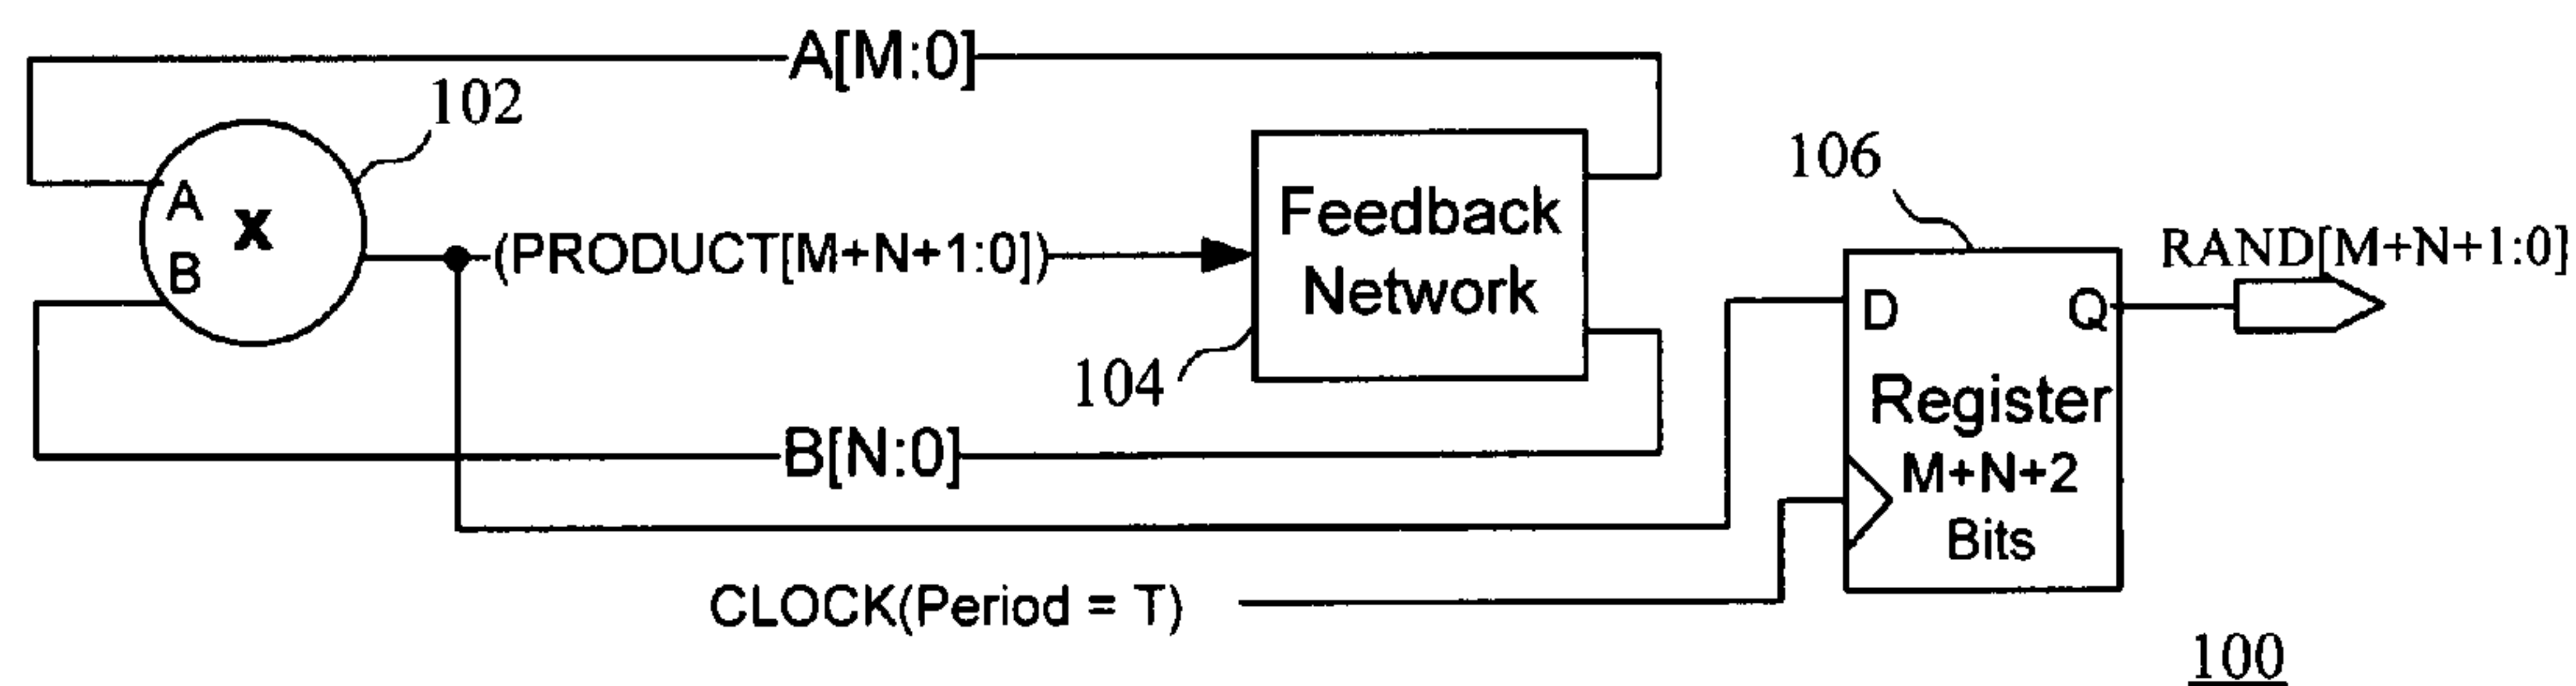 A[M:0]
102
A
X
B
(PRODUCT[M+N+1:0])
Feedback
Network
104
B[N:0]
CLOCK(Period = T)
106
D
Q
Register
M+N+2
Bits
RAND[M+N+1:0]
100